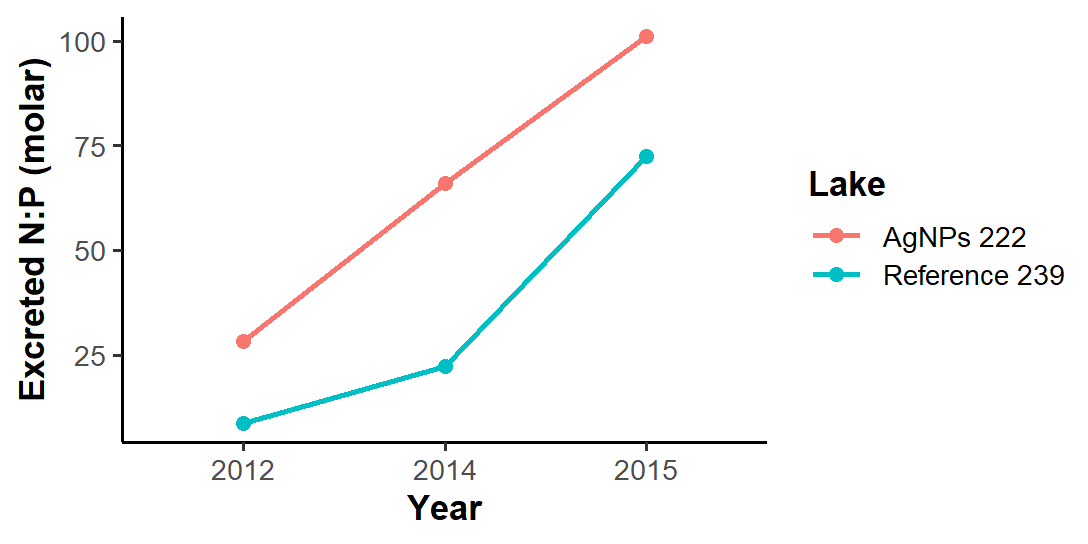 Excreted N:P (molar)
100
75
50
25
2012 2014 2015
Year
Lake
AgNPs 222
Reference 239